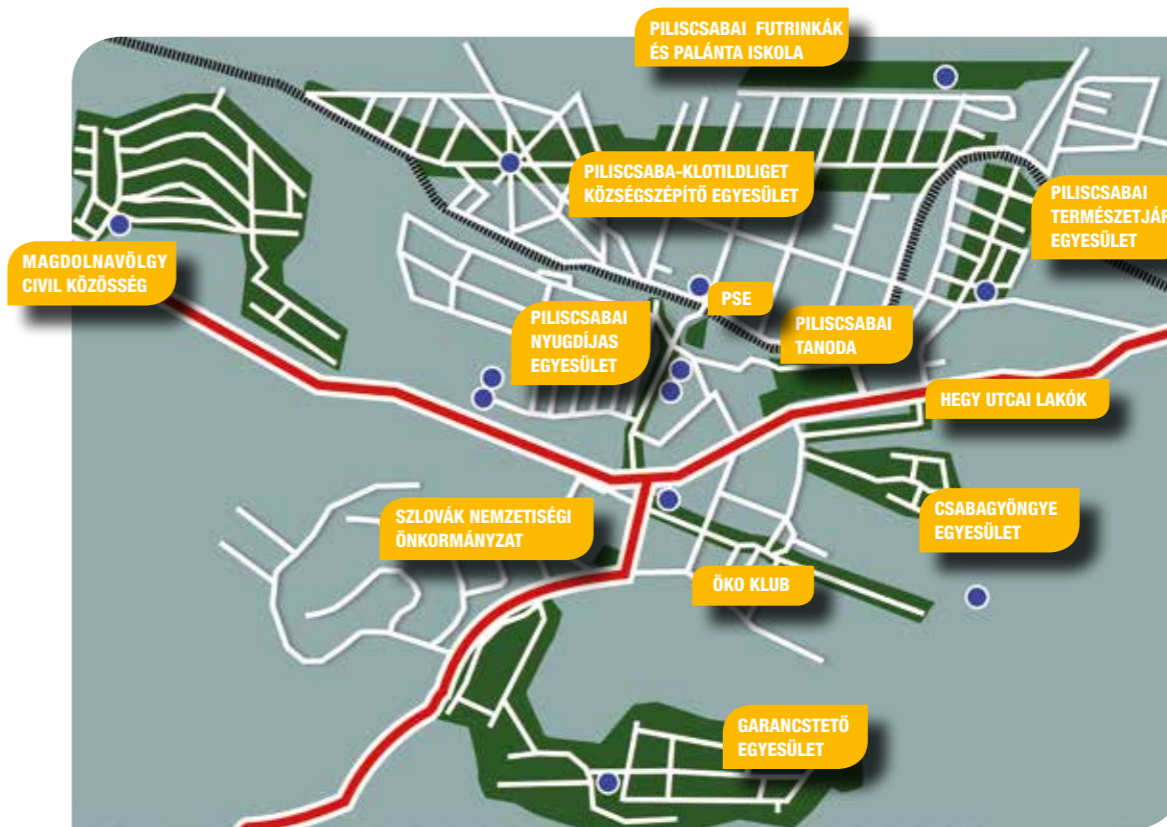 PILISCSABAI FUTRINKÁK
ÉS PALÁNTA ISKOLA
PILISCSABA-KLOTILDLIGET
KÖZSÉGSZÉPÍTŐ EGYESÜLET
PILISCSABAI
TERMÉSZETJÁR
EGYESÜLET
MAGDOLNAVÖLGY
CIVIL KÖZÖSSÉG
PSE
PILISCSABAI
NYUGDÍJAS
EGYESÜLET
PILISCSABAI
TANODA
HEGY UTCAI LAKÓK
SZLOVÁK NEMZETISÉGI
ÖNKORMÁNYZAT
CSABAGYÖNGYE
EGYESÜLET
ÖKO KLUB
GARANCSTETŐ
EGYESÜLET